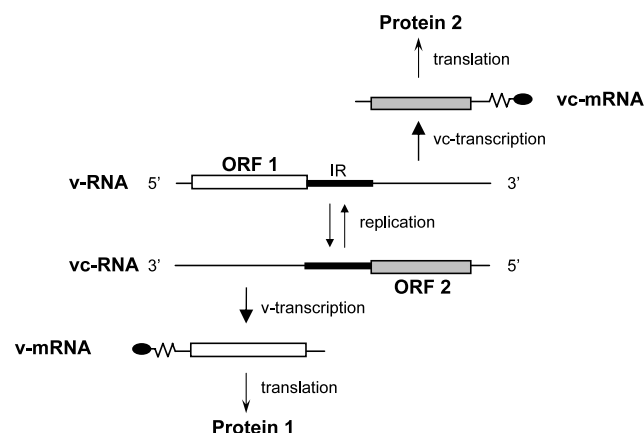 Protein 2
translation
vc-mRNA
vc-transcription
ORF 1
IR
v-RNA 5’ 3’
replication
vc-RNA 3’ 5’
ORF 2
v-transcription
v-mRNA
translation
Protein 1